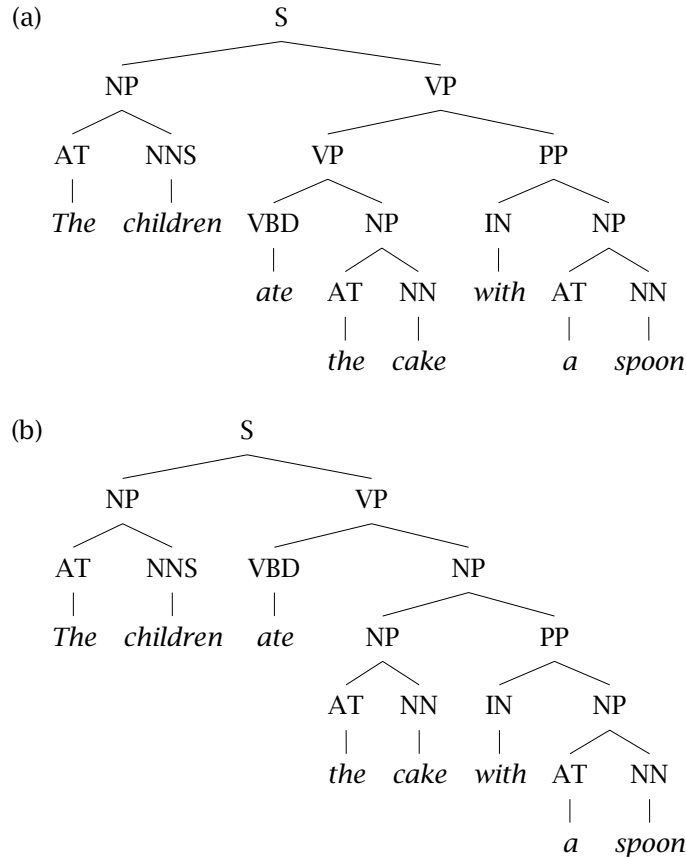 (a) S
NP VP
AT NNS VP PP
The children VBD NP IN NP
ate AT NN with AT NN
the cake a spoon
(b) S
NP VP
AT NNS VBD NP
The children ate NP PP
AT NN IN NP
the cake with AT NN
a spoon